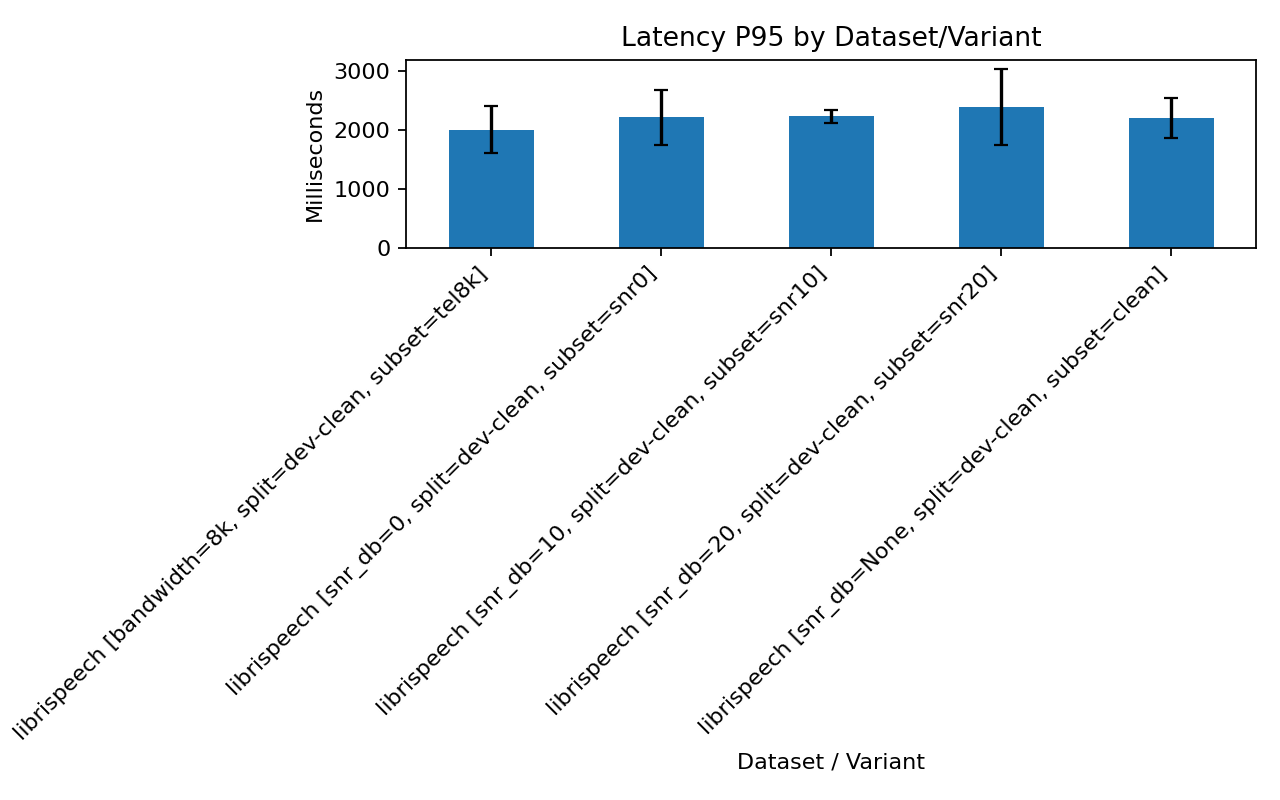 Latency P95 by Dataset/Variant
Milliseconds
3000
2000
1000
0
librispeech [bandwidth=8k, split=dev-clean, subset=tel8k]
librispeech [snr_db=0, split=dev-clean, subset=snr0]
librispeech [snr_db=10, split=dev-clean, subset=snr10]
librispeech [snr_db=20, split=dev-clean, subset=snr20]
librispeech [snr_db=None, split=dev-clean, subset=clean]
Dataset / Variant